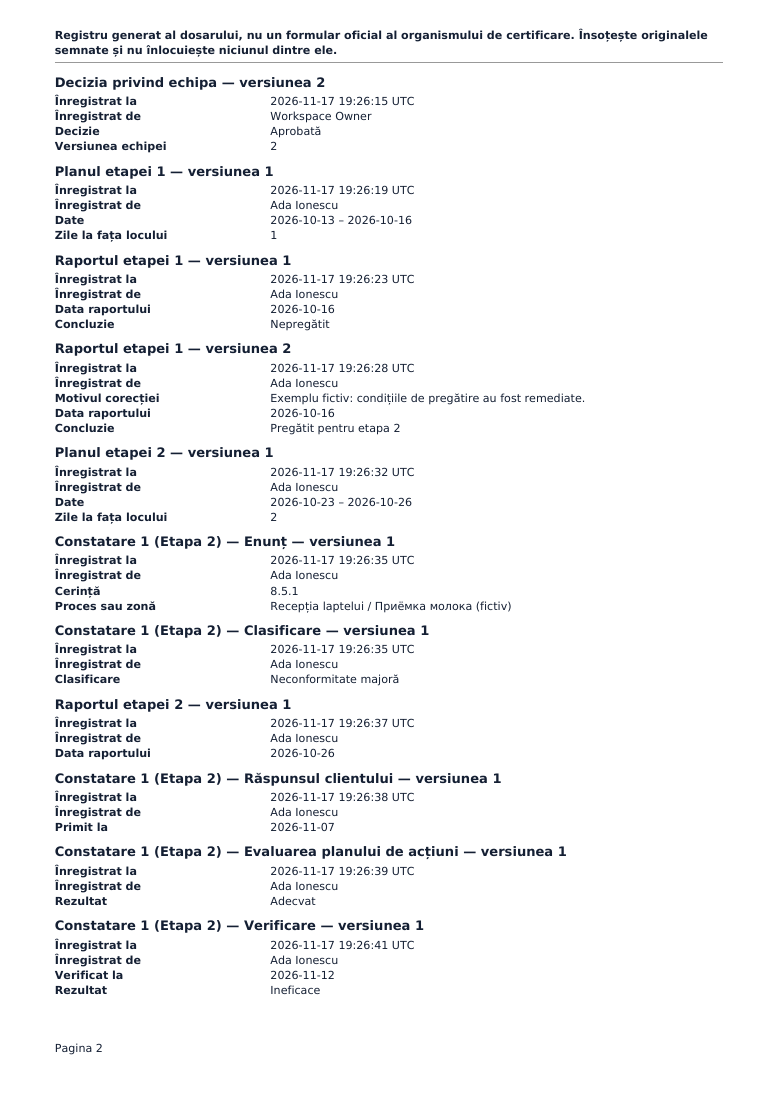 Registru generat al dosarului, nu un formular oficial al organismului de certificare. Însoțește originalele
semnate și nu înlocuiește niciunul dintre ele.
Decizia privind echipa — versiunea 2
Înregistrat la 2026-11-17 19:26:15 UTC
Înregistrat de Workspace Owner
Decizie Aprobată
Versiunea echipei 2
Planul etapei 1 — versiunea 1
Înregistrat la 2026-11-17 19:26:19 UTC
Înregistrat de Ada Ionescu
Date 2026-10-13 – 2026-10-16
Zile la fața locului 1
Raportul etapei 1 — versiunea 1
Înregistrat la 2026-11-17 19:26:23 UTC
Înregistrat de Ada Ionescu
Data raportului 2026-10-16
Concluzie Nepregătit
Raportul etapei 1 — versiunea 2
Înregistrat la 2026-11-17 19:26:28 UTC
Înregistrat de Ada Ionescu
Motivul corecției Exemplu fictiv: condițiile de pregătire au fost remediate.
Data raportului 2026-10-16
Concluzie Pregătit pentru etapa 2
Planul etapei 2 — versiunea 1
Înregistrat la 2026-11-17 19:26:32 UTC
Înregistrat de Ada Ionescu
Date 2026-10-23 – 2026-10-26
Zile la fața locului 2
Constatare 1 (Etapa 2) — Enunț — versiunea 1
Înregistrat la 2026-11-17 19:26:35 UTC
Înregistrat de Ada Ionescu
Cerință 8.5.1
Proces sau zonă Recepția laptelui / Приёмка молока (fictiv)
Constatare 1 (Etapa 2) — Clasificare — versiunea 1
Înregistrat la 2026-11-17 19:26:35 UTC
Înregistrat de Ada Ionescu
Clasificare Neconformitate majoră
Raportul etapei 2 — versiunea 1
Înregistrat la 2026-11-17 19:26:37 UTC
Înregistrat de Ada Ionescu
Data raportului 2026-10-26
Constatare 1 (Etapa 2) — Răspunsul clientului — versiunea 1
Înregistrat la 2026-11-17 19:26:38 UTC
Înregistrat de Ada Ionescu
Primit la 2026-11-07
Constatare 1 (Etapa 2) — Evaluarea planului de acțiuni — versiunea 1
Înregistrat la 2026-11-17 19:26:39 UTC
Înregistrat de Ada Ionescu
Rezultat Adecvat
Constatare 1 (Etapa 2) — Verificare — versiunea 1
Înregistrat la 2026-11-17 19:26:41 UTC
Înregistrat de Ada Ionescu
Verificat la 2026-11-12
Rezultat Ineficace
Pagina 2